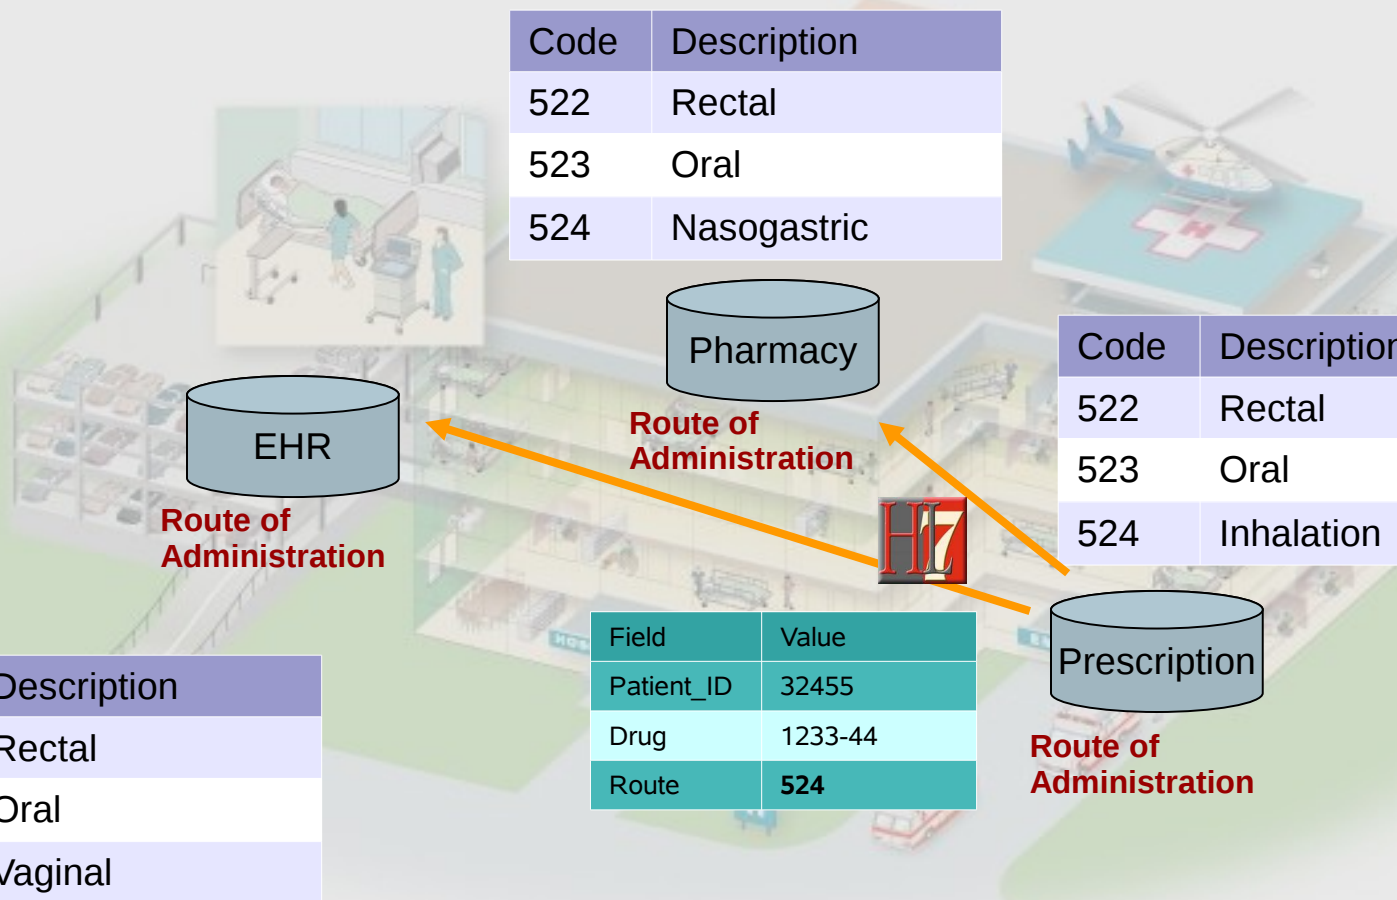 Code Description
522 Rectal
523 Oral
524 Nasogastric
Pharmacy
Route of
Administration
EHR
Route of
Administration
Code Description
522 Rectal
523 Oral
524 Inhalation
Prescription
Route of
Administration
HL7
Field Value
Patient_ID 32455
Drug 1233-44
Route 524
Description
Rectal
Oral
Vaginal
H